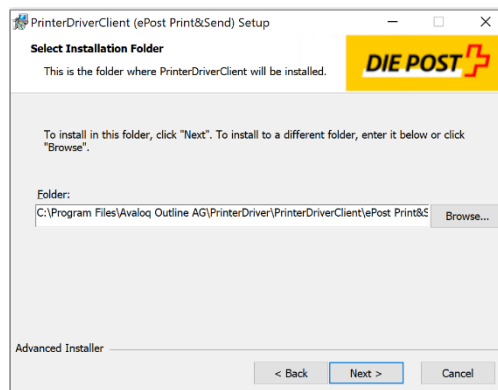 PrinterDriverClient (ePost Print&Send) Setup
Select Installation Folder
This is the folder where PrinterDriverClient will be installed.
DIE POST
To install in this folder, click "Next". To install to a different folder, enter it below or click
"Browse".
Folder:
C:\Program Files\Avaloq Outline AG\PrinterDriver\PrinterDriverClient\ePost Print&S
Browse...
Advanced Installer
< Back
Next >
Cancel